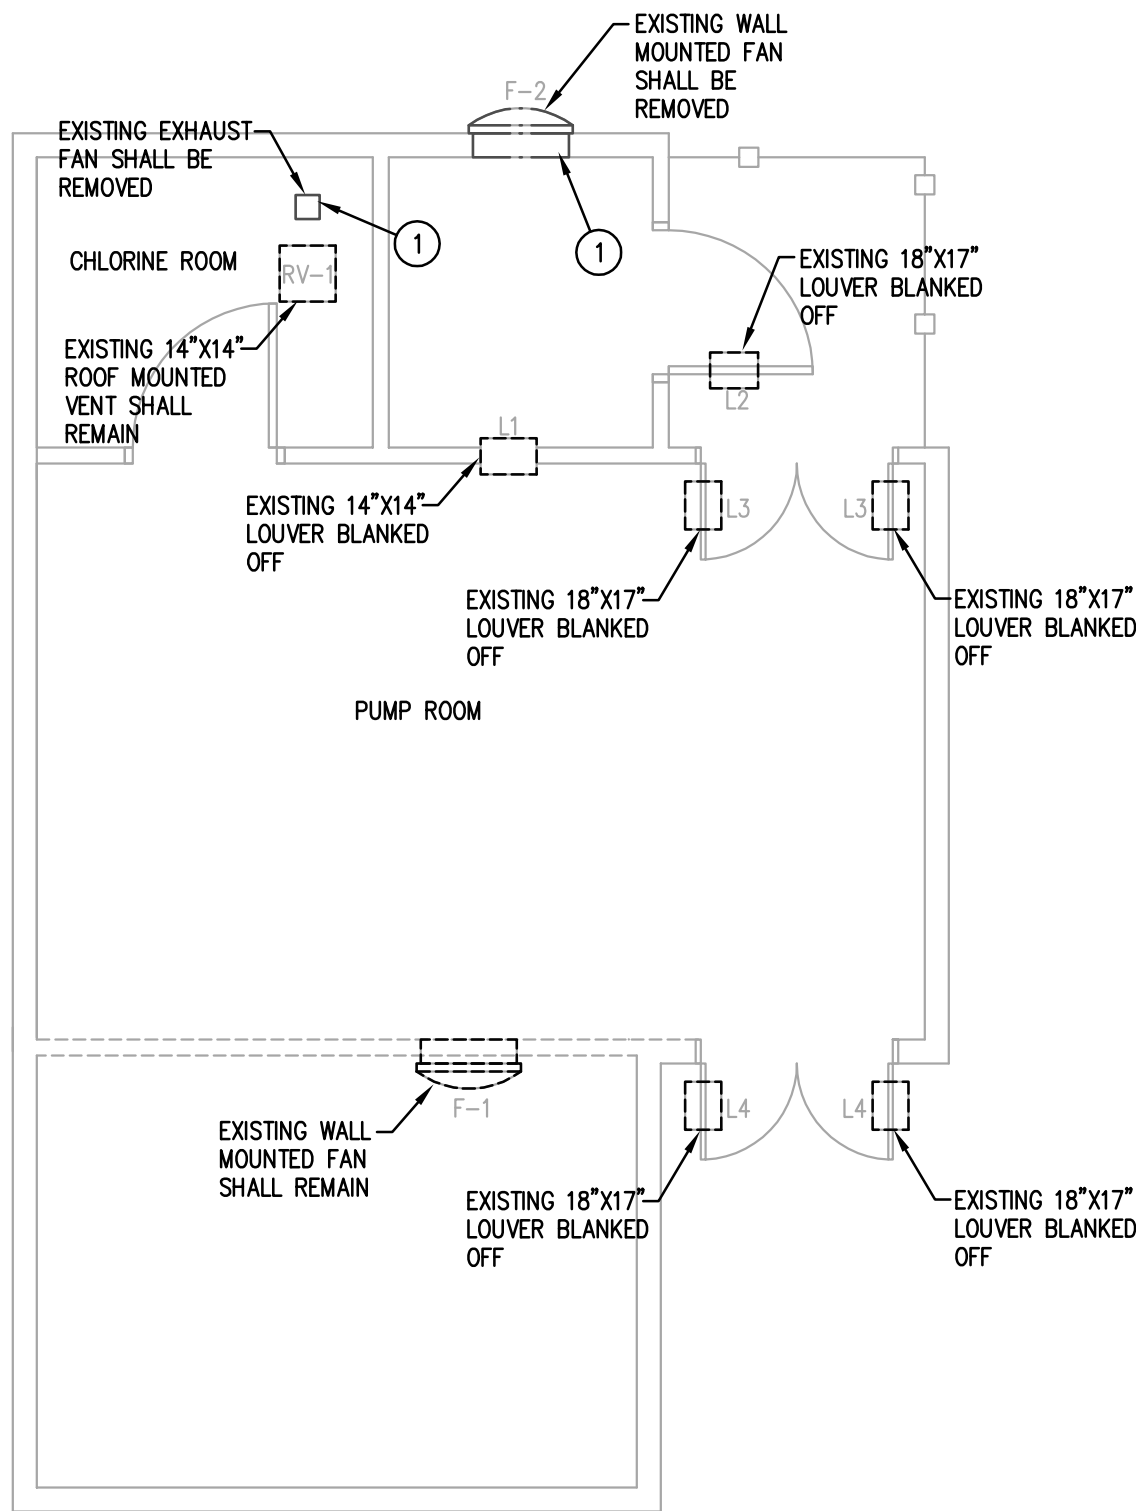 EXISTING WALL
MOUNTED FAN
SHALL BE
REMOVED
F-2
EXISTING EXHAUST
FAN SHALL BE
REMOVED
1
1
CHLORINE ROOM
RV-1
EXISTING 18"X17"
LOUVER BLANKED
OFF
EXISTING 14"X14"
ROOF MOUNTED
VENT SHALL
REMAIN
L2
L1
EXISTING 14"X14"
LOUVER BLANKED
OFF
L3
L3
EXISTING 18"X17"
LOUVER BLANKED
OFF
EXISTING 18"X17"
LOUVER BLANKED
OFF
PUMP ROOM
F-1
EXISTING WALL
MOUNTED FAN
SHALL REMAIN
L4
L4
EXISTING 18"X17"
LOUVER BLANKED
OFF
EXISTING 18"X17"
LOUVER BLANKED
OFF